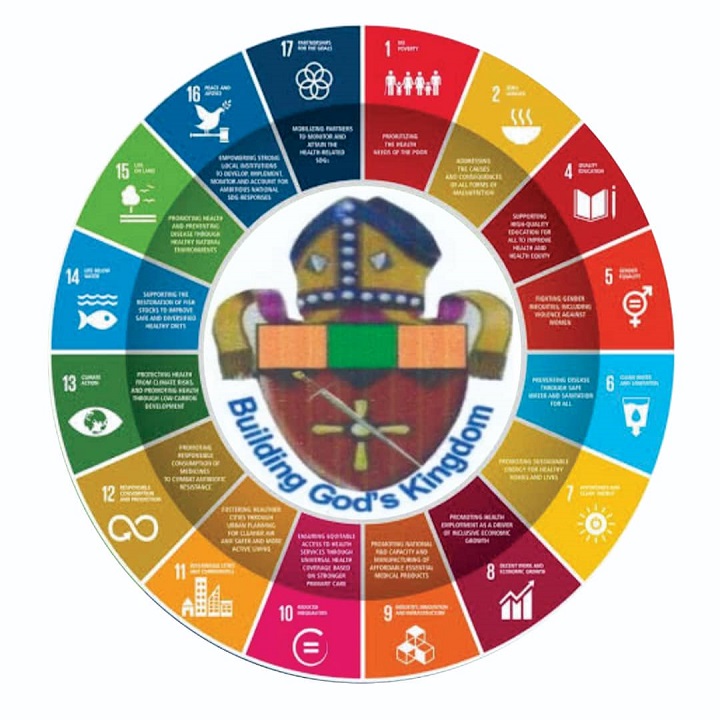 1 NO
POVERTY
PRIORITIZING
THE HEALTH
NEEDS OF THE POOR
2 ZERO
HUNGER
ADDRESSING
THE CAUSES
AND CONSEQUENCES
OF ALL FORMS OF
MALNUTRITION
4 QUALITY
EDUCATION
SUPPORTING
HIGH-QUALITY
EDUCATION FOR
ALL TO IMPROVE
HEALTH AND
HEALTH EQUITY
5 GENDER
EQUALITY
FIGHTING GENDER
INEQUITIES, INCLUDING
VIOLENCE AGAINST
WOMEN
6 CLEAN WATER
AND SANITATION
PREVENTING DISEASE
THROUGH SAFE
WATER AND SANITATION
FOR ALL
7 AFFORDABLE AND
CLEAN ENERGY
PROMOTING SUSTAINABLE
ENERGY FOR HEALTHY
HOMES AND LIVES
8 DECENT WORK AND
ECONOMIC GROWTH
PROMOTING HEALTH
EMPLOYMENT AS A DRIVER
OF INCLUSIVE ECONOMIC
GROWTH
9 INDUSTRY, INNOVATION
AND INFRASTRUCTURE
PROMOTING NATIONAL
R&D CAPACITY AND
MANUFACTURING OF
AFFORDABLE ESSENTIAL
MEDICAL PRODUCTS
10 REDUCED
INEQUALITIES
ENSURING EQUITABLE
ACCESS TO HEALTH
SERVICES THROUGH
UNIVERSAL HEALTH
COVERAGE BASED
ON STRONGER
PRIMARY CARE
11 SUSTAINABLE CITIES
AND COMMUNITIES
FOSTERING HEALTHIER
CITIES THROUGH
URBAN PLANNING
FOR CLEANER AIR
AND SAFER AND MORE
ACTIVE LIVING
12 RESPONSIBLE
CONSUMPTION
AND PRODUCTION
PROMOTING
RESPONSIBLE
CONSUMPTION OF
MEDICINES
TO COMBAT ANTIBIOTIC
RESISTANCE
13 CLIMATE
ACTION
PROTECTING HEALTH
FROM CLIMATE RISKS,
AND PROMOTING HEALTH
THROUGH LOW-CARBON
DEVELOPMENT
14 LIFE BELOW
WATER
SUPPORTING THE
RESTORATION OF FISH
STOCKS TO IMPROVE
SAFE AND DIVERSIFIED
HEALTHY DIETS
15 LIFE
ON LAND
PROMOTING HEALTH
AND PREVENTING
DISEASE THROUGH
HEALTHY NATURAL
ENVIRONMENTS
16 PEACE AND
JUSTICE
EMPOWERING STRONG
LOCAL INSTITUTIONS
TO DEVELOP, IMPLEMENT,
MONITOR AND ACCOUNT FOR
AMBITIOUS NATIONAL
SDG RESPONSES
17 PARTNERSHIPS
FOR THE GOALS
MOBILIZING PARTNERS
TO MONITOR AND
ATTAIN THE
HEALTH-RELATED
SDGs
Building God's Kingdom